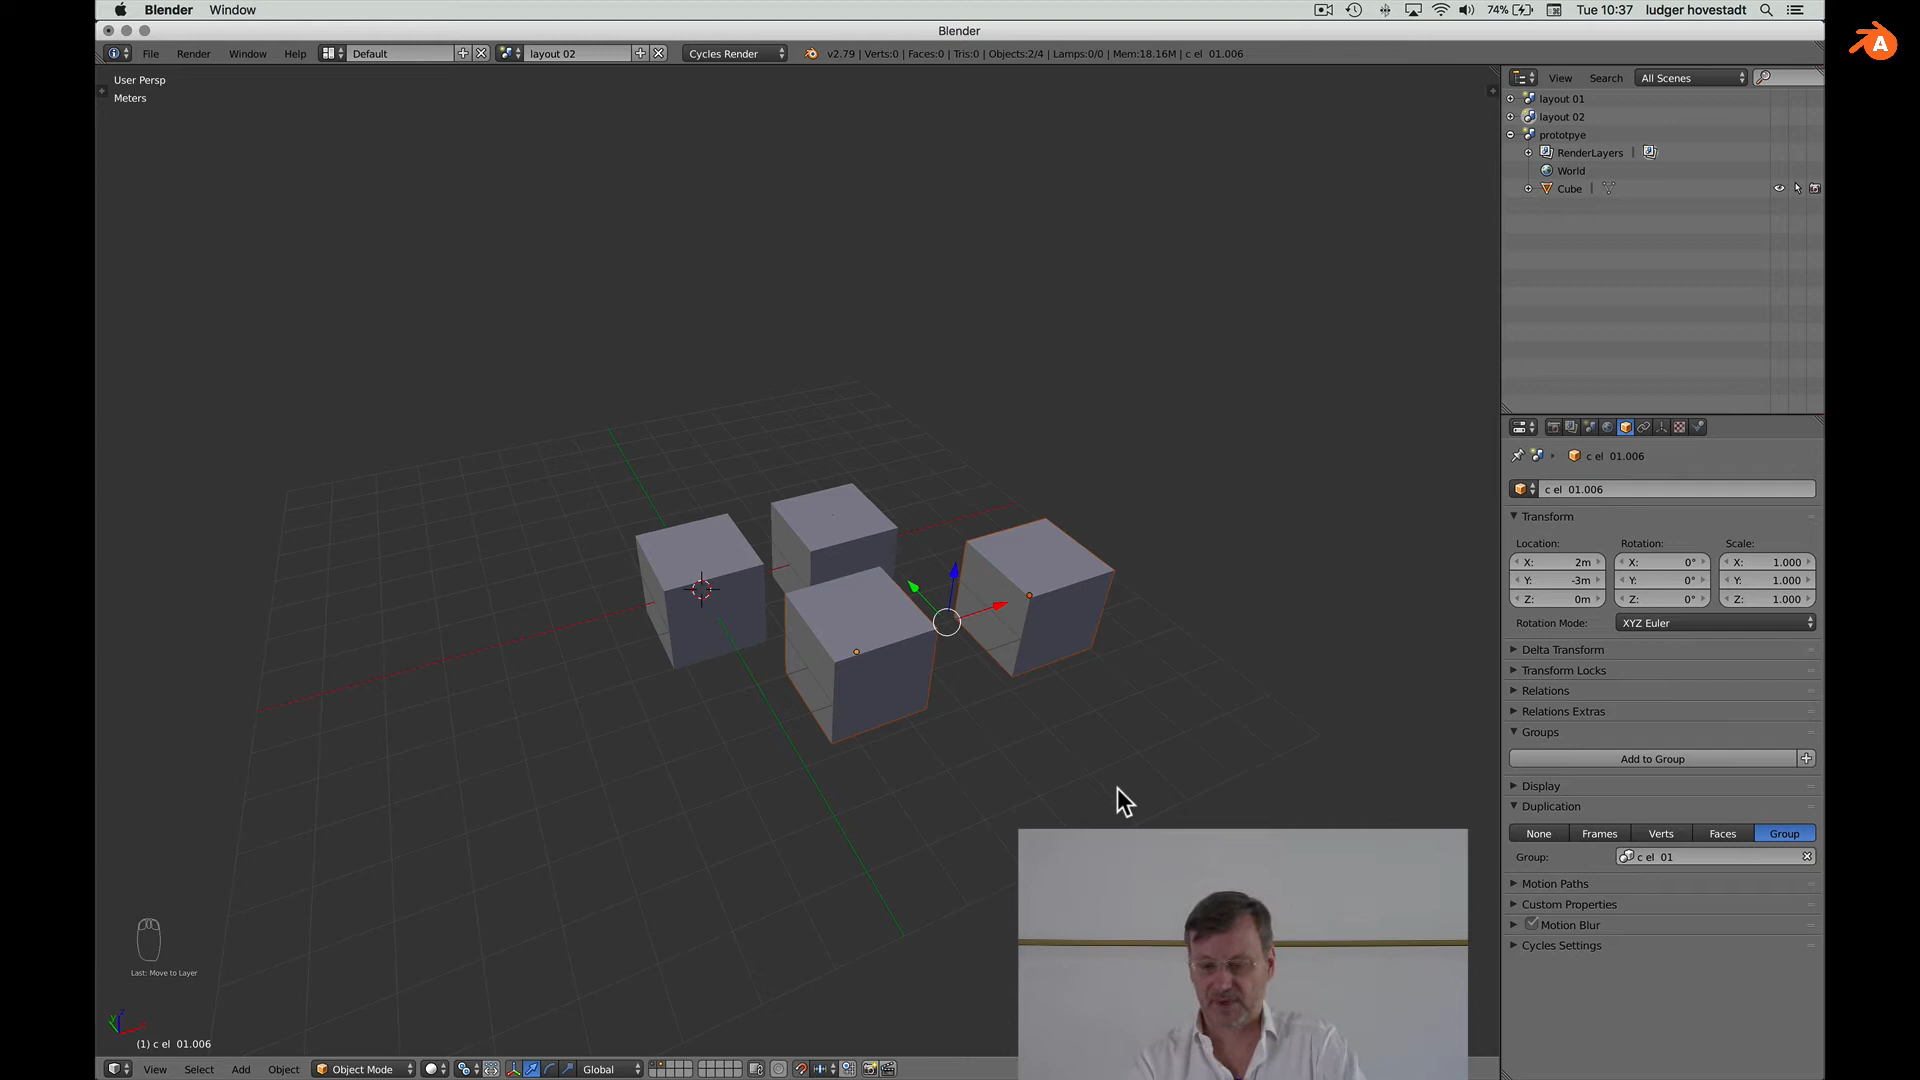 Blender Window 74% Tue 10:37 ludger hovestadt
Blender
File Render Window Help Default layout 02 Cycles Render v2.79 | Verts:0 | Faces:0 | Tris:0 | Objects:2/4 | Lamps:0/0 | Mem:18.16M | c el 01.006
User Persp
Meters
View Search All Scenes
layout 01
layout 02
prototpye
RenderLayers |
World
Cube |
c el 01.006
c el 01.006
Transform
Location: Rotation: Scale:
X: 2m X: 0° X: 1.000
Y: -3m Y: 0° Y: 1.000
Z: 0m Z: 0° Z: 1.000
Rotation Mode: XYZ Euler
Delta Transform
Transform Locks
Relations
Relations Extras
Groups
Add to Group
Display
Duplication
None Frames Verts Faces Group
Group: c el 01
Motion Paths
Custom Properties
Motion Blur
Cycles Settings
Last: Move to Layer
(1) c el 01.006
View Select Add Object Object Mode Global
A